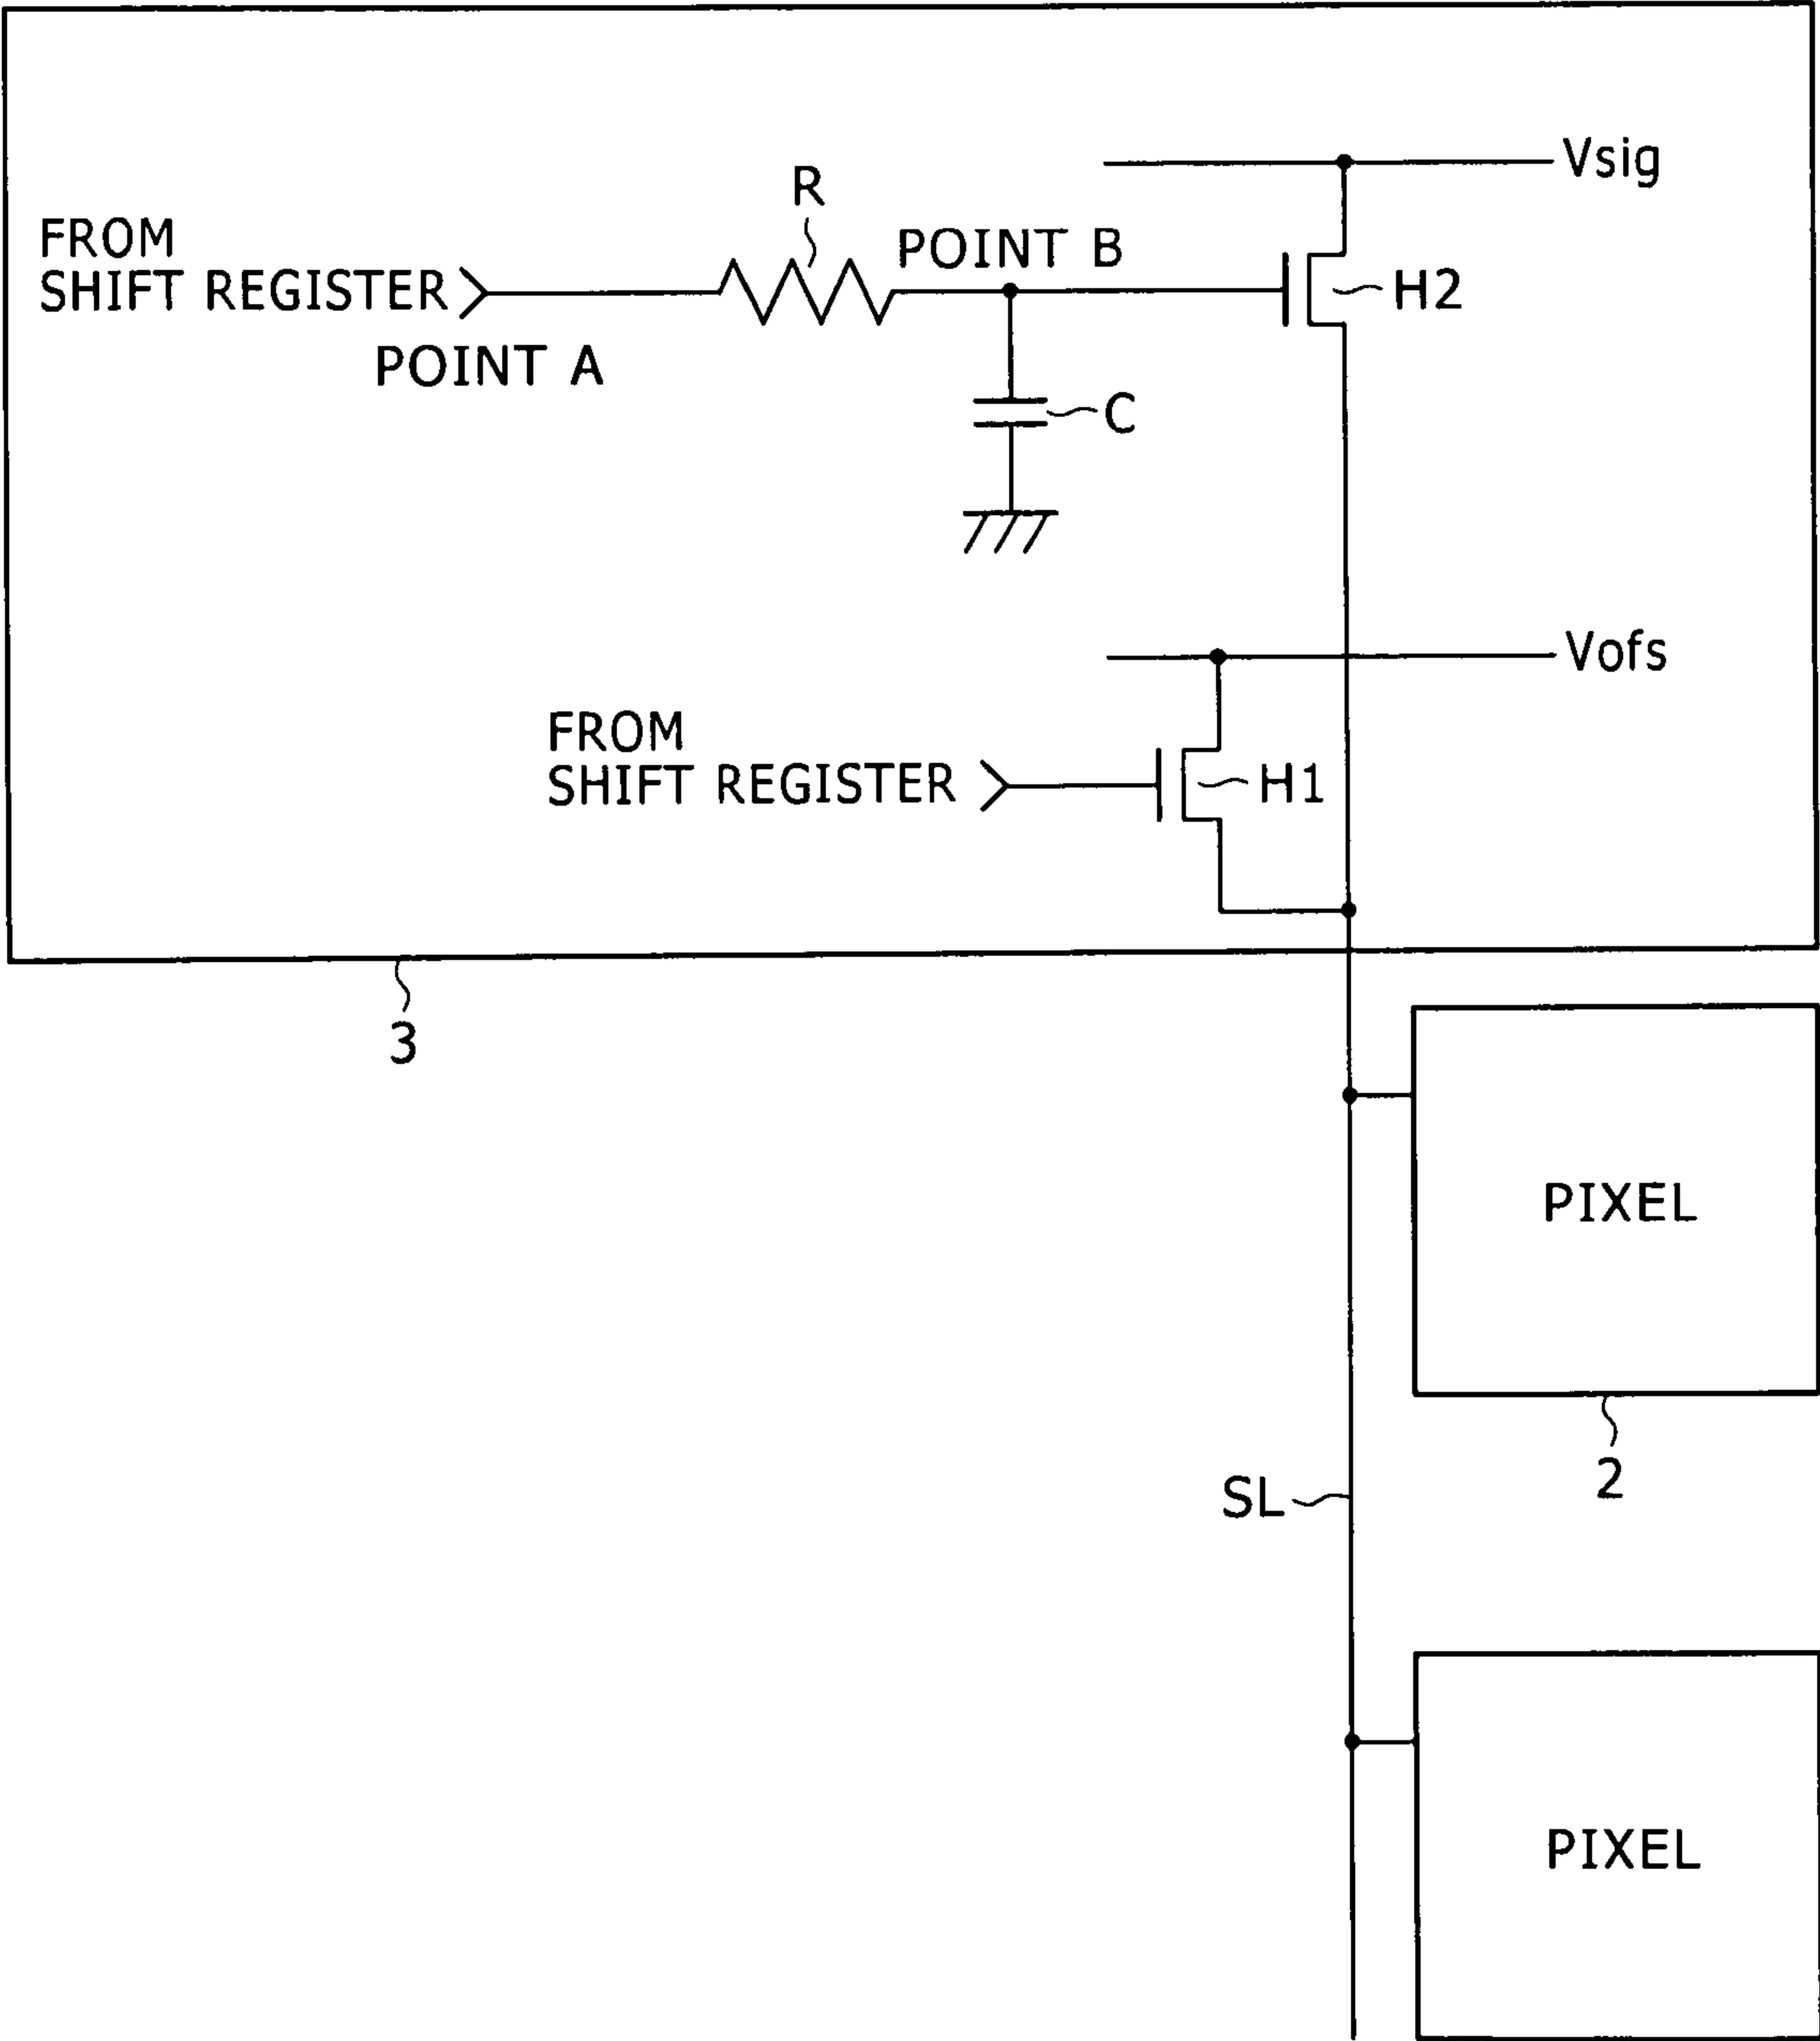 Vsig
R
FROM
SHIFT REGISTER
POINT B
H2
POINT A
C
Vofs
FROM
SHIFT REGISTER
H1
3
PIXEL
2
SL
PIXEL